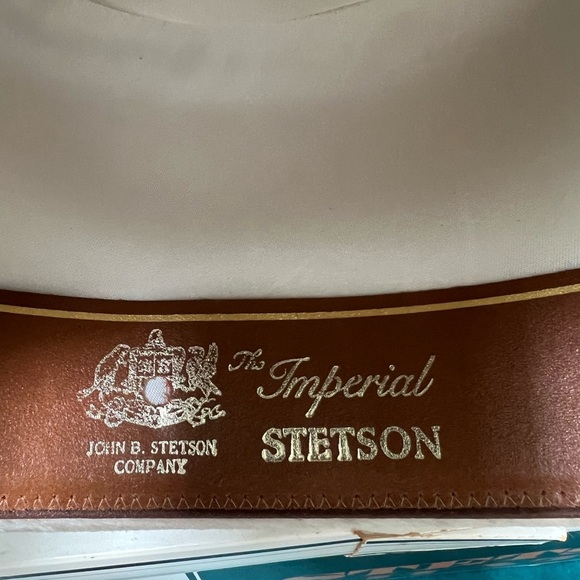 The Imperial
STETSON
JOHN B. STETSON
COMPANY